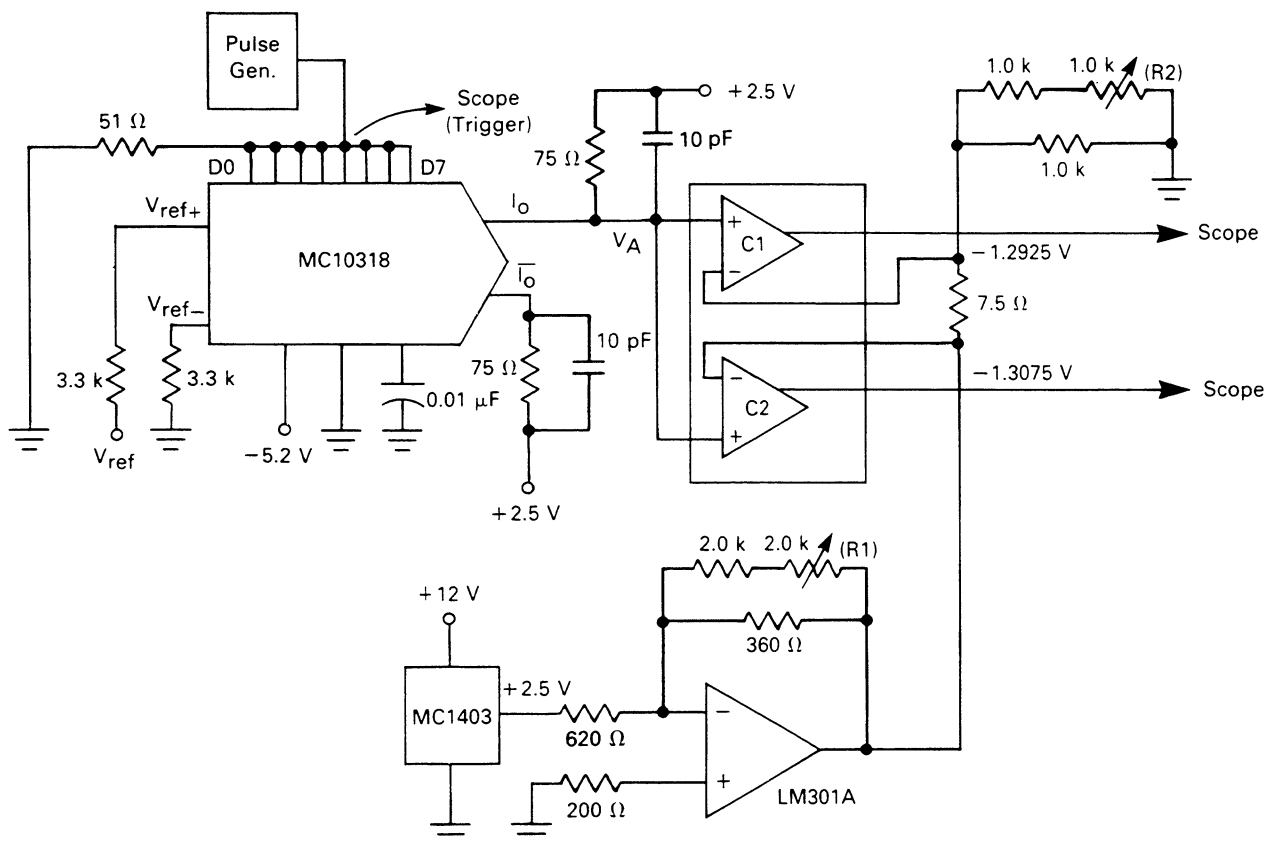 Pulse
Gen.
Scope
(Trigger)
51 Ω
D0
D7
+2.5 V
75 Ω
10 pF
1.0 k
1.0 k
(R2)
1.0 k
Vref+
IO
VA
MC10318
IO
Vref−
C1
+
−
Scope
−1.2925 V
7.5 Ω
3.3 k
3.3 k
0.01 μF
75 Ω
10 pF
−
C2
+
−1.3075 V
Scope
Vref
−5.2 V
+2.5 V
2.0 k
2.0 k
(R1)
360 Ω
+12 V
MC1403
+2.5 V
620 Ω
−
+
200 Ω
LM301A